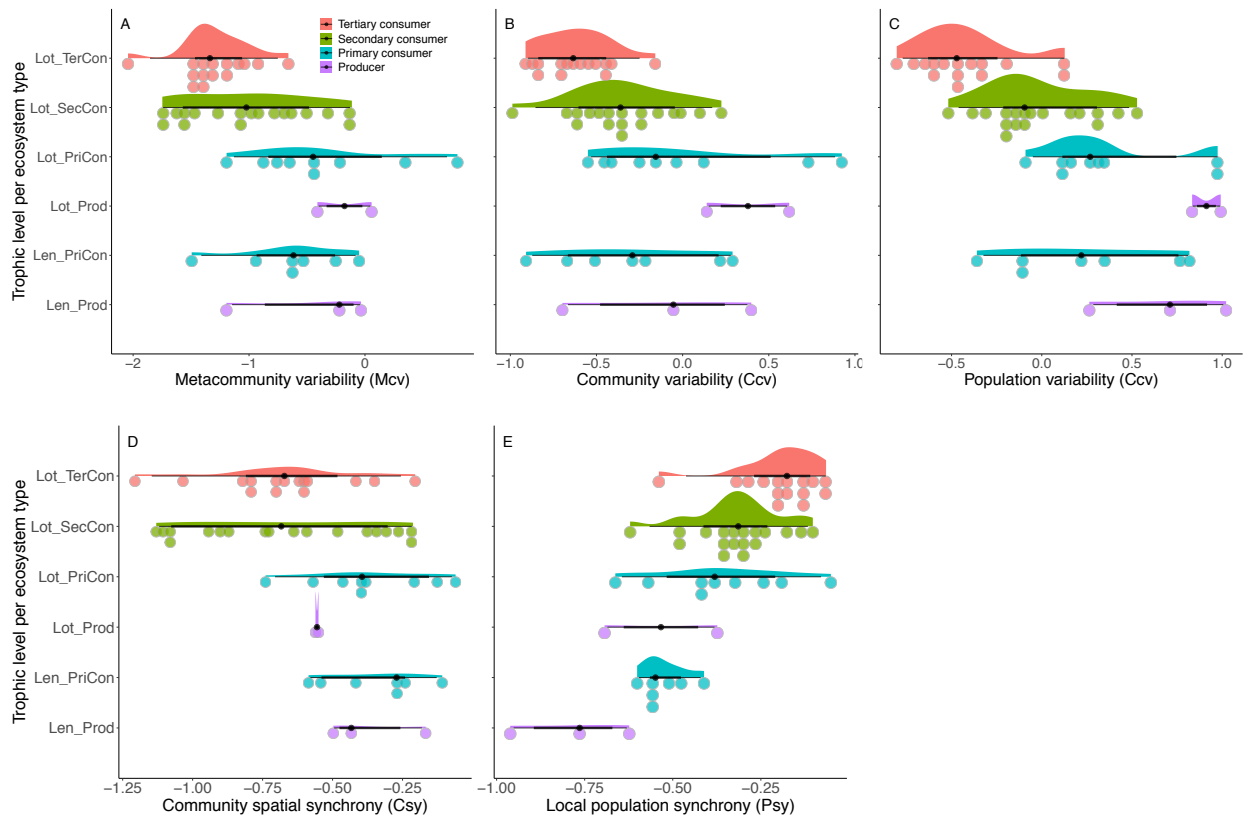 A
Tertiary consumer
Secondary consumer
Primary consumer
Producer
B
C
Trophic level per ecosystem type
Lot_TerCon
Lot_SecCon
Lot_PriCon
Lot_Prod
Len_PriCon
Len_Prod
−2 −1 0
Metacommunity variability (Mcv)
−1.0 −0.5 0.0 0.5 1.0
Community variability (Ccv)
−0.5 0.0 0.5 1.0
Population variability (Ccv)
D
E
Trophic level per ecosystem type
Lot_TerCon
Lot_SecCon
Lot_PriCon
Lot_Prod
Len_PriCon
Len_Prod
−1.25 −1.00 −0.75 −0.50 −0.25
Community spatial synchrony (Csy)
−1.00 −0.75 −0.50 −0.25
Local population synchrony (Psy)